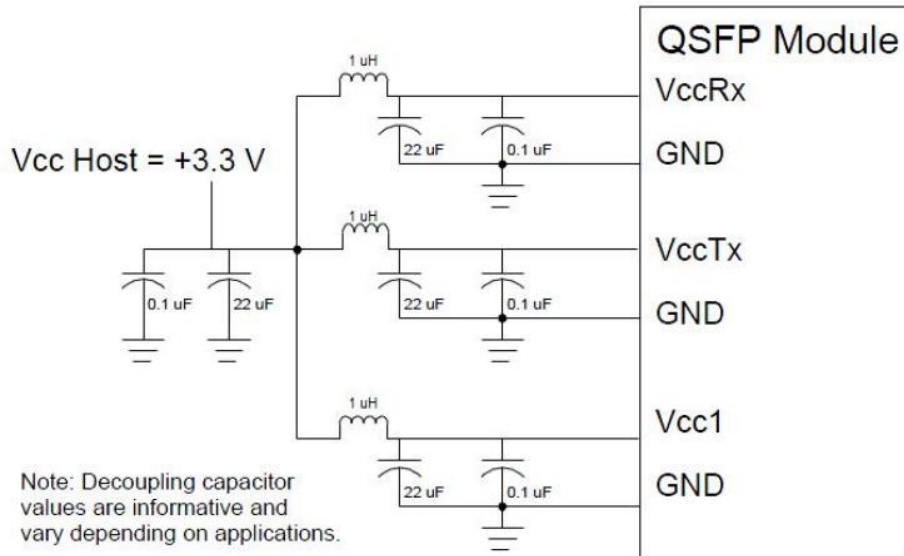 QSFP Module
1 uH
VccRx
22 uF
0.1 uF
GND
Vcc Host = +3.3 V
1 uH
VccTx
0.1 uF
22 uF
22 uF
0.1 uF
GND
1 uH
Vcc1
22 uF
0.1 uF
GND
Note: Decoupling capacitor
values are informative and
vary depending on applications.